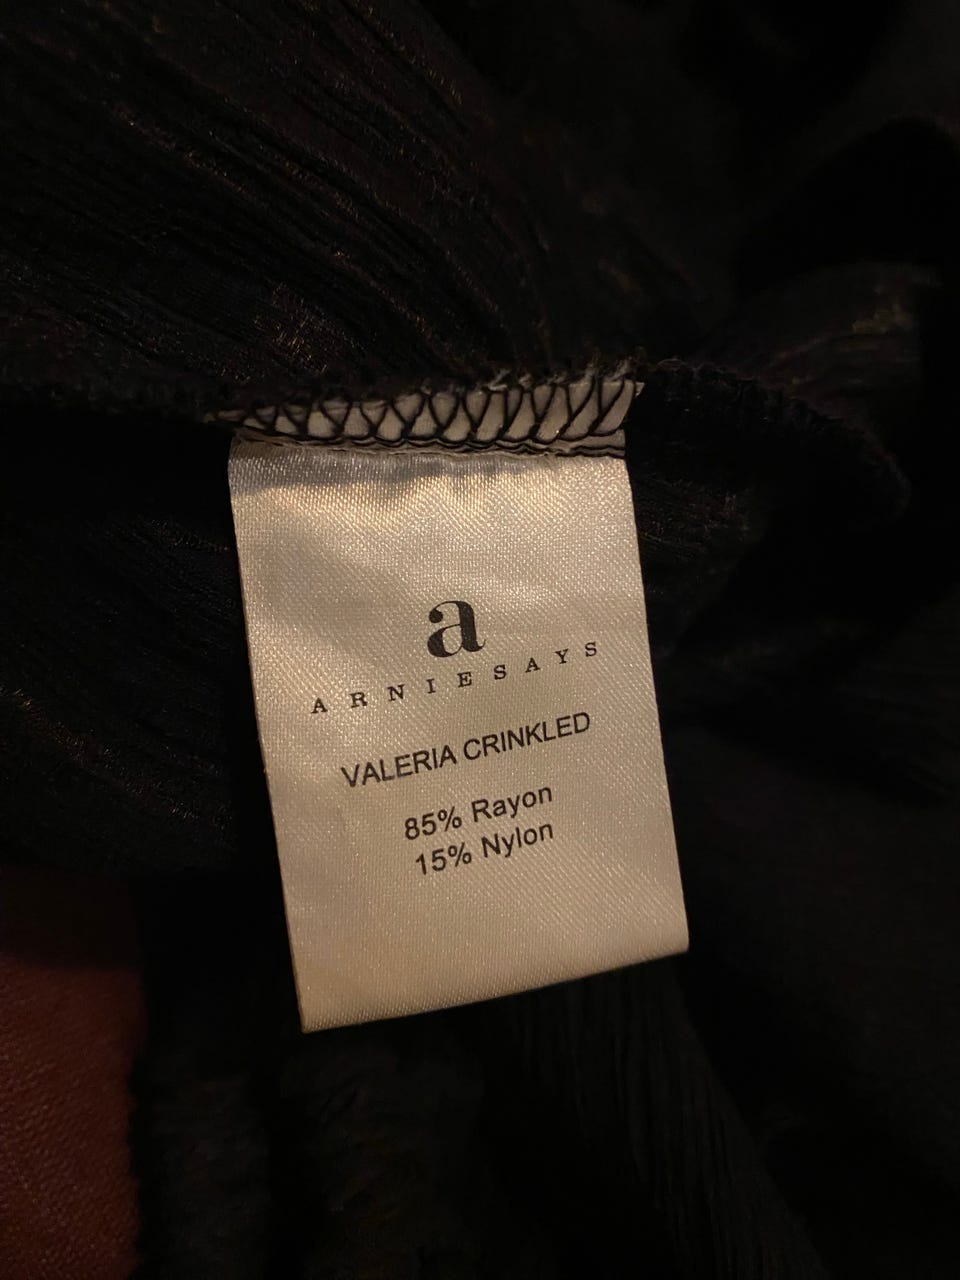 a
ARNIESAYS
VALERIA CRINKLED
85% Rayon
15% Nylon